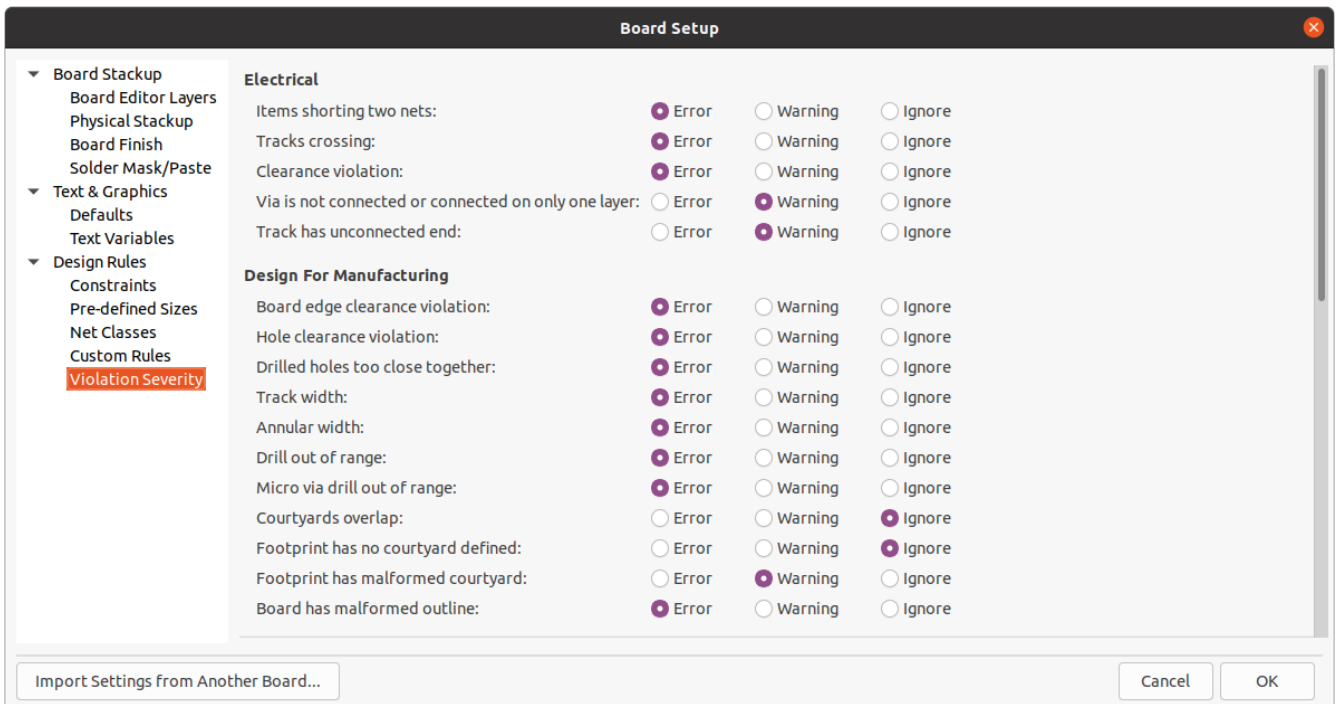 Board Setup
Board Stackup
Board Editor Layers
Physical Stackup
Board Finish
Solder Mask/Paste
Text & Graphics
Defaults
Text Variables
Design Rules
Constraints
Pre-defined Sizes
Net Classes
Custom Rules
Violation Severity
Electrical
Items shorting two nets: Error Warning Ignore
Tracks crossing: Error Warning Ignore
Clearance violation: Error Warning Ignore
Via is not connected or connected on only one layer: Error Warning Ignore
Track has unconnected end: Error Warning Ignore
Design For Manufacturing
Board edge clearance violation: Error Warning Ignore
Hole clearance violation: Error Warning Ignore
Drilled holes too close together: Error Warning Ignore
Track width: Error Warning Ignore
Annular width: Error Warning Ignore
Drill out of range: Error Warning Ignore
Micro via drill out of range: Error Warning Ignore
Courtyards overlap: Error Warning Ignore
Footprint has no courtyard defined: Error Warning Ignore
Footprint has malformed courtyard: Error Warning Ignore
Board has malformed outline: Error Warning Ignore
Import Settings from Another Board... Cancel OK